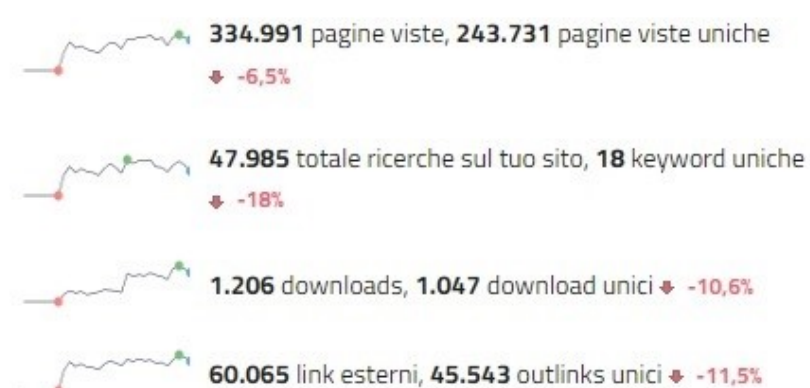 334.991 pagine viste, 243.731 pagine viste uniche
-6,5%
47.985 totale ricerche sul tuo sito, 18 keyword uniche
-18%
1.206 downloads, 1.047 download unici -10,6%
60.065 link esterni, 45.543 outlinks unici -11,5%